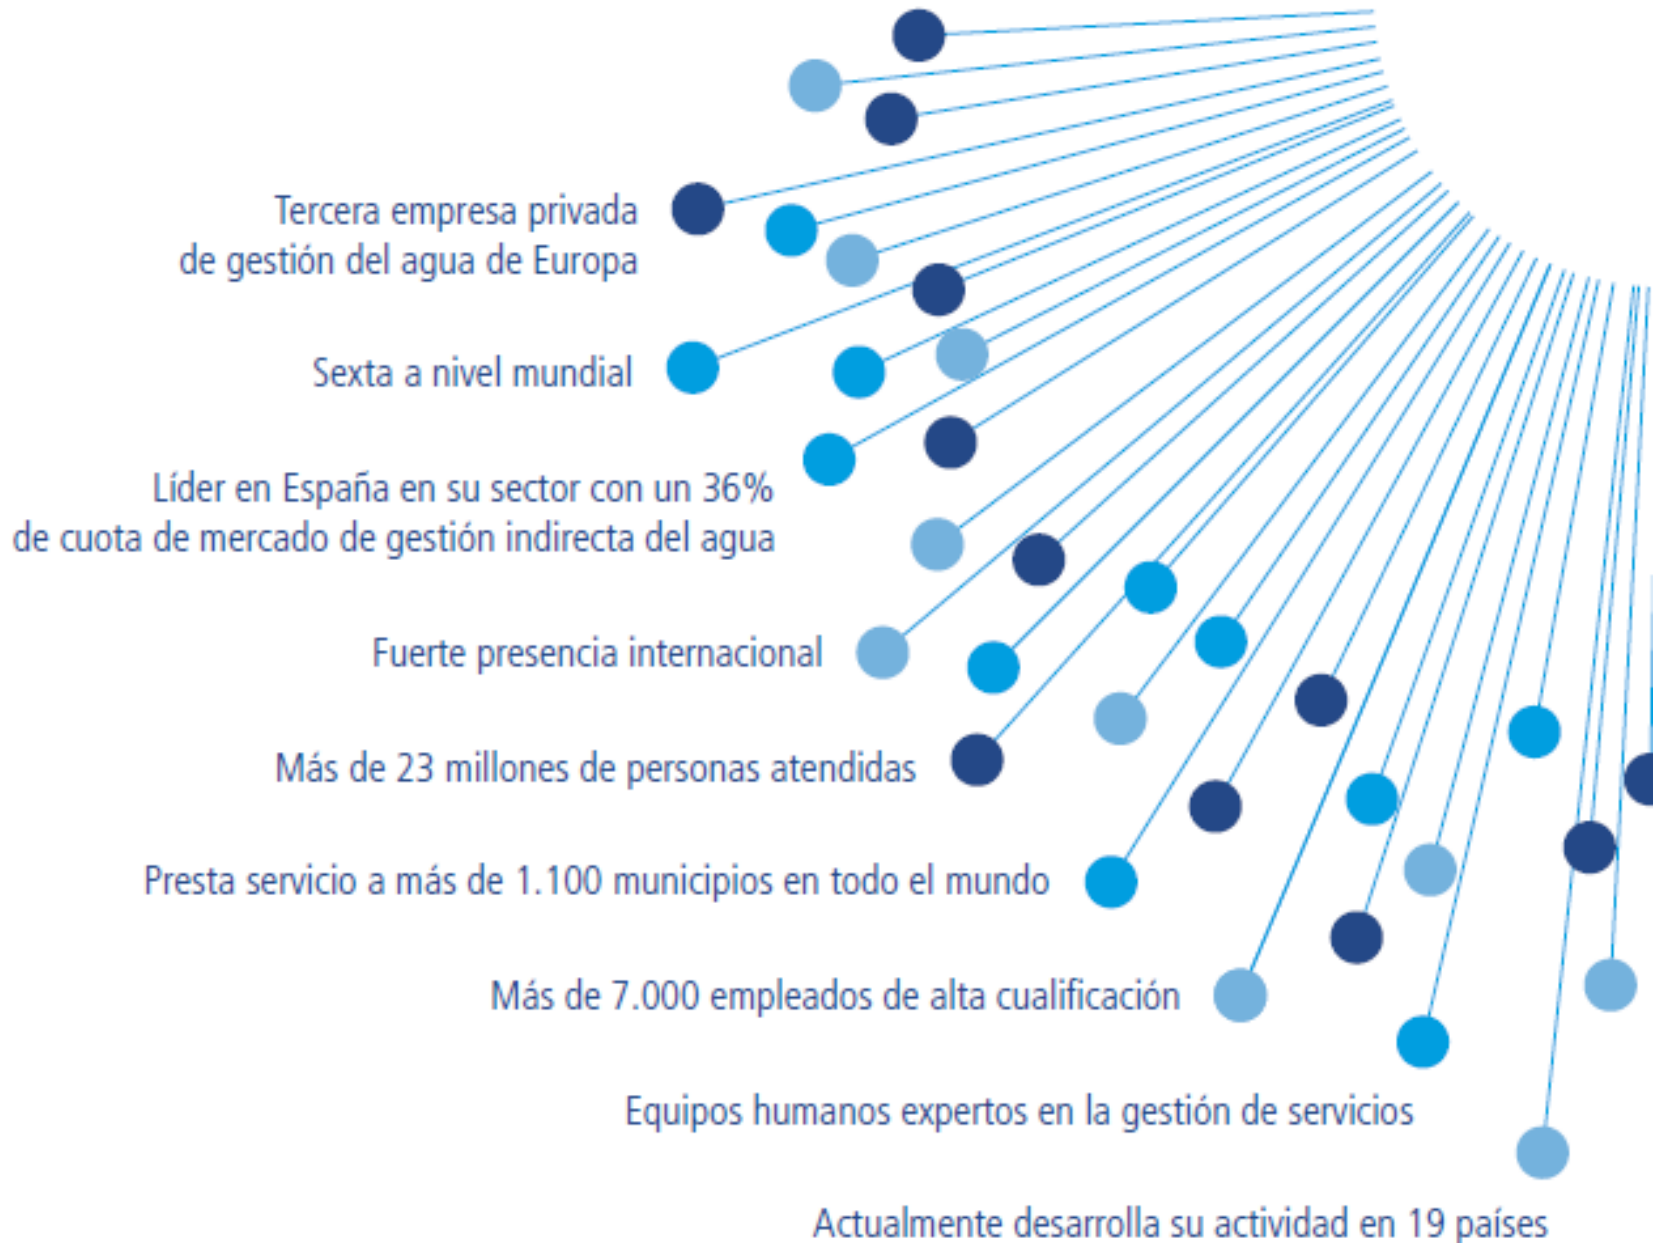 Tercera empresa privada
de gestión del agua de Europa
Sexta a nivel mundial
Líder en España en su sector con un 36%
de cuota de mercado de gestión indirecta del agua
Fuerte presencia internacional
Más de 23 millones de personas atendidas
Presta servicio a más de 1.100 municipios en todo el mundo
Más de 7.000 empleados de alta cualificación
Equipos humanos expertos en la gestión de servicios
Actualmente desarrolla su actividad en 19 países